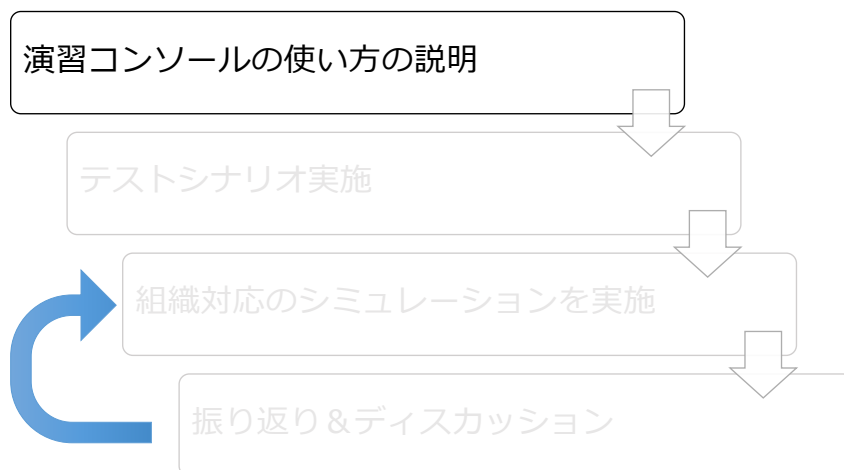 演習コンソールの使い方の説明
テストシナリオ実施
組織対応のシミュレーションを実施
振り返り＆ディスカッション